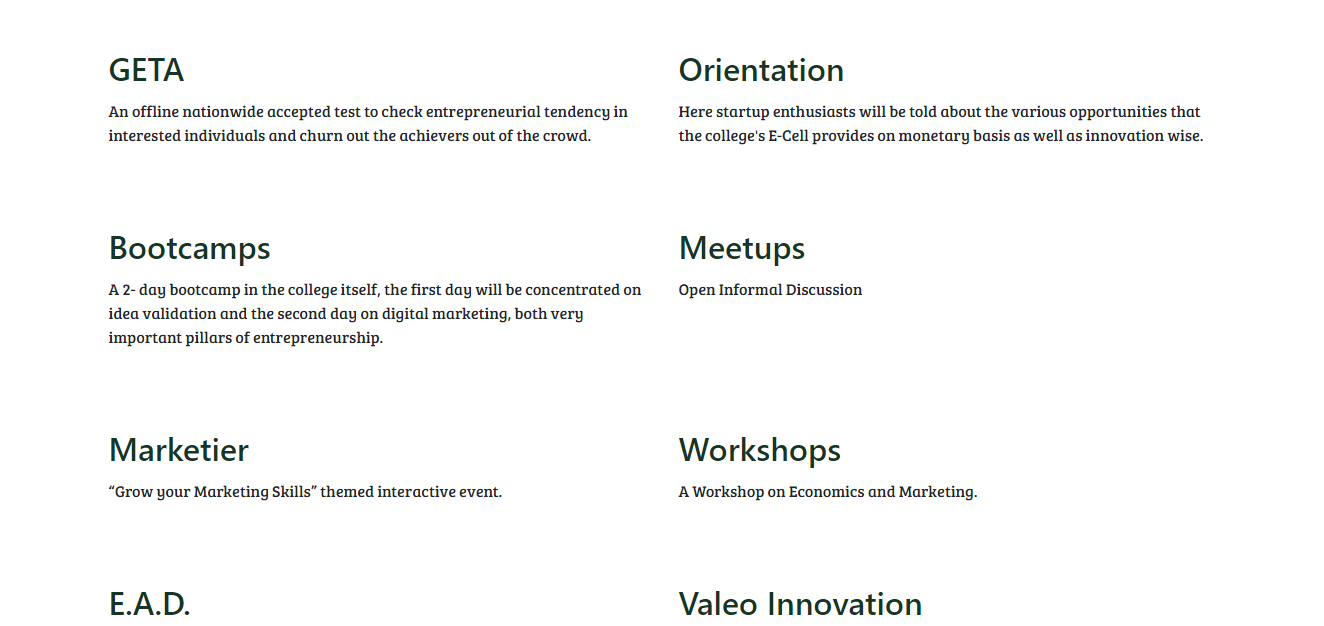 GETA
An offline nationwide accepted test to check entrepreneurial tendency in
interested individuals and churn out the achievers out of the crowd.
Orientation
Here startup enthusiasts will be told about the various opportunities that
the college's E-Cell provides on monetary basis as well as innovation wise.
Bootcamps
A 2- day bootcamp in the college itself, the first day will be concentrated on
idea validation and the second day on digital marketing, both very
important pillars of entrepreneurship.
Meetups
Open Informal Discussion
Marketier
“Grow your Marketing Skills” themed interactive event.
Workshops
A Workshop on Economics and Marketing.
E.A.D.
Valeo Innovation